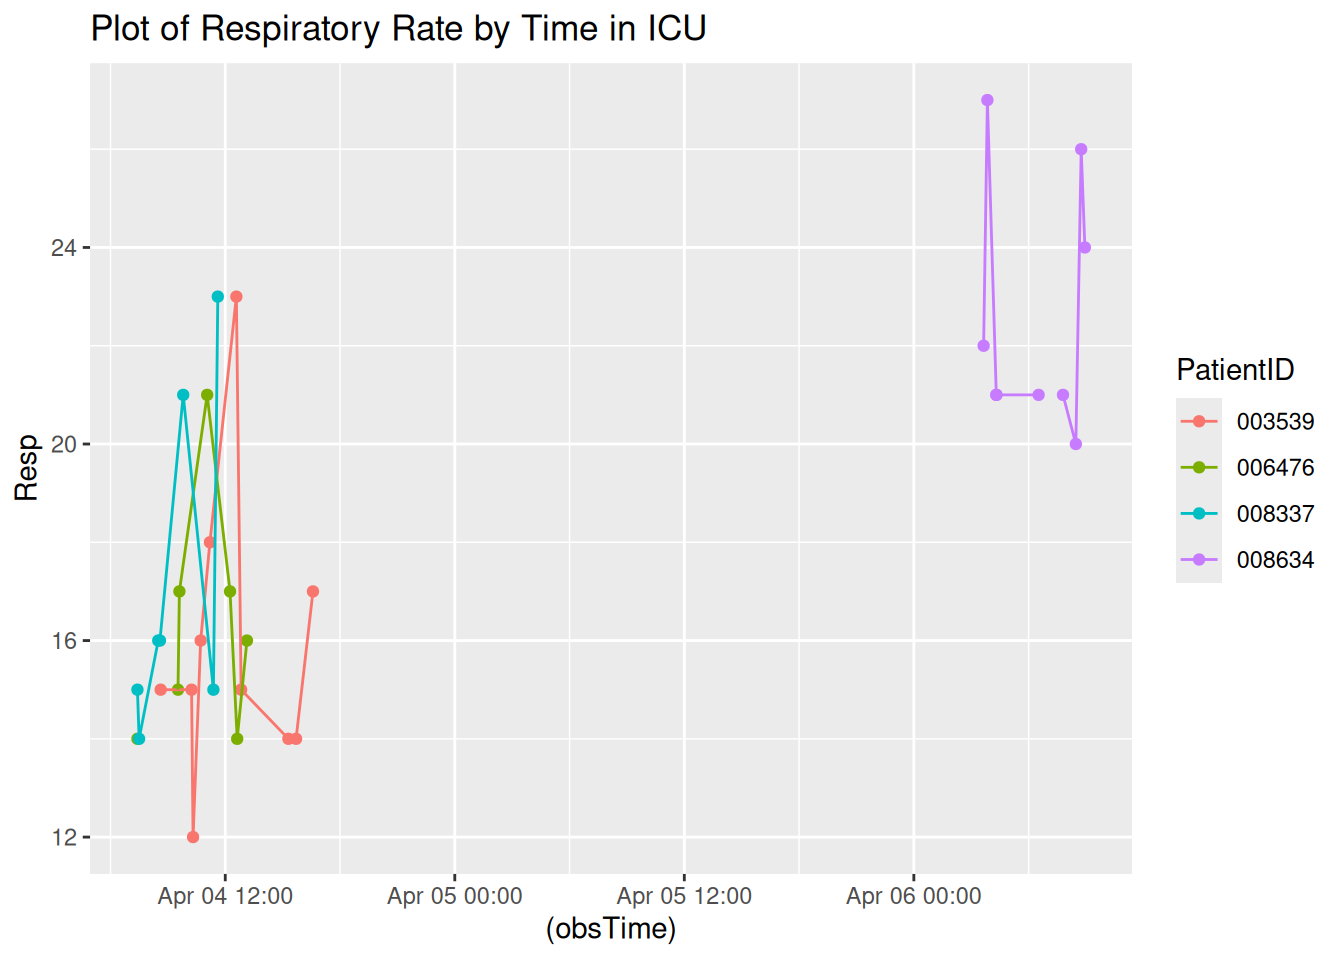 Plot of Respiratory Rate by Time in ICU
Resp
24
20
16
12
Apr 04 12:00
Apr 05 00:00
Apr 05 12:00
Apr 06 00:00
(obsTime)
PatientID
003539
006476
008337
008634